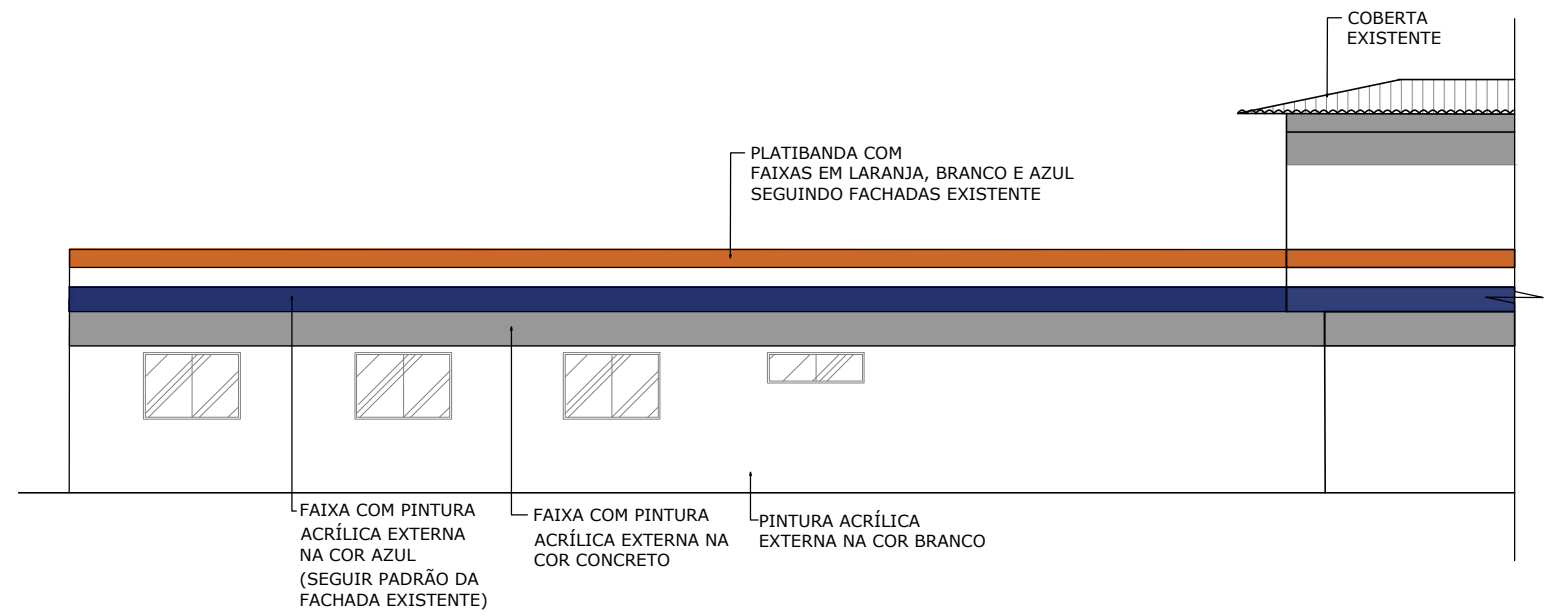 COBERTA
EXISTENTE
PLATIBANDA COM
FAIXAS EM LARANJA, BRANCO E AZUL
SEGUINDO FACHADAS EXISTENTE
FAIXA COM PINTURA
ACRÍLICA EXTERNA
NA COR AZUL
(SEGUIR PADRÃO DA
FACHADA EXISTENTE)
FAIXA COM PINTURA
ACRÍLICA EXTERNA NA
COR CONCRETO
PINTURA ACRÍLICA
EXTERNA NA COR BRANCO